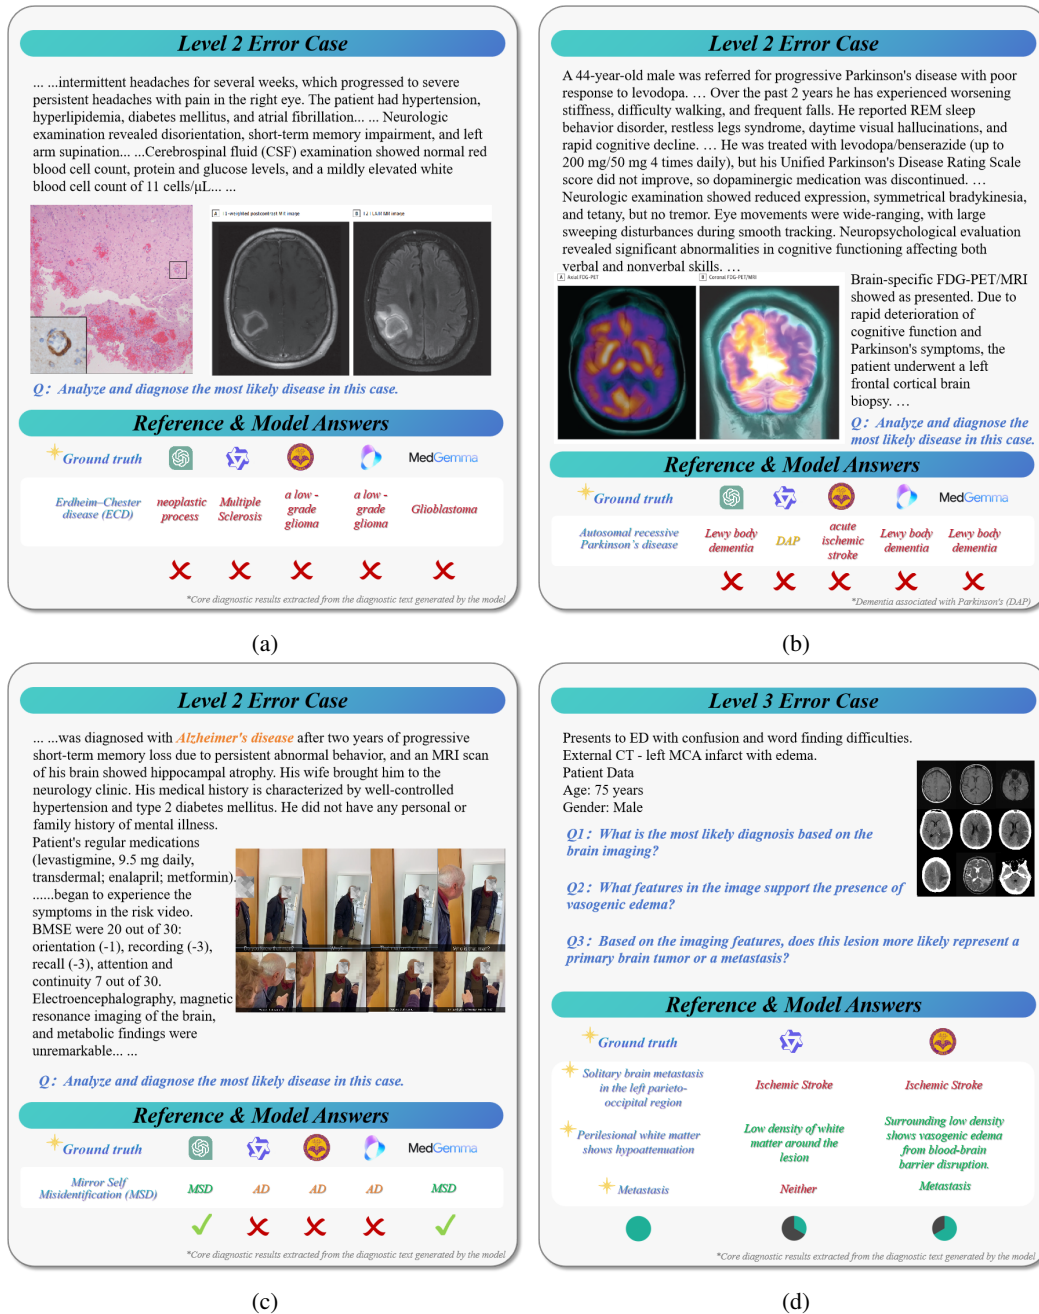 Level 2 Error Case
... ...intermittent headaches for several weeks, which progressed to severe
persistent headaches with pain in the right eye. The patient had hypertension,
hyperlipidemia, diabetes mellitus, and atrial fibrillation... ... Neurologic
examination revealed disorientation, short-term memory impairment, and left
arm supination... ...Cerebrospinal fluid (CSF) examination showed normal red
blood cell count, protein and glucose levels, and a mildly elevated white
blood cell count of 11 cells/μL... ...
A T1-weighted postcontrast MR image
B T2 FLAIR MR image
Q: Analyze and diagnose the most likely disease in this case.
Reference & Model Answers
Ground truth
MedGemma
Erdheim–Chester
disease (ECD)
neoplastic
process
Multiple
Sclerosis
a low -
grade
glioma
a low -
grade
glioma
Glioblastoma
*Core diagnostic results extracted from the diagnostic text generated by the model
(a)
Level 2 Error Case
A 44-year-old male was referred for progressive Parkinson's disease with poor
response to levodopa. ... Over the past 2 years he has experienced worsening
stiffness, difficulty walking, and frequent falls. He reported REM sleep
behavior disorder, restless legs syndrome, daytime visual hallucinations, and
rapid cognitive decline. ... He was treated with levodopa/benserazide (up to
200 mg/50 mg 4 times daily), but his Unified Parkinson's Disease Rating Scale
score did not improve, so dopaminergic medication was discontinued. ...
Neurologic examination showed reduced expression, symmetrical bradykinesia,
and tetany, but no tremor. Eye movements were wide-ranging, with large
sweeping disturbances during smooth tracking. Neuropsychological evaluation
revealed significant abnormalities in cognitive functioning affecting both
verbal and nonverbal skills. ...
A Axial FDG-PET
B Coronal FDG-PET/MRI
Brain-specific FDG-PET/MRI
showed as presented. Due to
rapid deterioration of
cognitive function and
Parkinson's symptoms, the
patient underwent a left
frontal cortical brain
biopsy. ...
Q: Analyze and diagnose the
most likely disease in this case.
Reference & Model Answers
Ground truth
MedGemma
Autosomal recessive
Parkinson's disease
Lewy body
dementia
DAP
acute
ischemic
stroke
Lewy body
dementia
Lewy body
dementia
*Dementia associated with Parkinson's (DAP)
(b)
Level 2 Error Case
... ...was diagnosed with Alzheimer's disease after two years of progressive
short-term memory loss due to persistent abnormal behavior, and an MRI scan
of his brain showed hippocampal atrophy. His wife brought him to the
neurology clinic. His medical history is characterized by well-controlled
hypertension and type 2 diabetes mellitus. He did not have any personal or
family history of mental illness.
Patient's regular medications
(levastigmine, 9.5 mg daily,
transdermal; enalapril; metformin).
......began to experience the
symptoms in the risk video.
BMSE were 20 out of 30:
orientation (-1), recording (-3),
recall (-3), attention and
continuity 7 out of 30.
Electroencephalography, magnetic
resonance imaging of the brain,
and metabolic findings were
unremarkable... ...
Q: Analyze and diagnose the most likely disease in this case.
Reference & Model Answers
Ground truth
MedGemma
Mirror Self
Misidentification (MSD)
MSD
AD
AD
AD
MSD
*Core diagnostic results extracted from the diagnostic text generated by the model
(c)
Level 3 Error Case
Presents to ED with confusion and word finding difficulties.
External CT - left MCA infarct with edema.
Patient Data
Age: 75 years
Gender: Male
Q1: What is the most likely diagnosis based on the
brain imaging?
Q2: What features in the image support the presence of
vasogenic edema?
Q3: Based on the imaging features, does this lesion more likely represent a
primary brain tumor or a metastasis?
Reference & Model Answers
Ground truth
Solitary brain metastasis
in the left parieto-
occipital region
Ischemic Stroke
Ischemic Stroke
Perilesional white matter
shows hypoattenuation
Low density of white
matter around the
lesion
Surrounding low density
shows vasogenic edema
from blood-brain
barrier disruption.
Metastasis
Neither
Metastasis
*Core diagnostic results extracted from the diagnostic text generated by the model
(d)